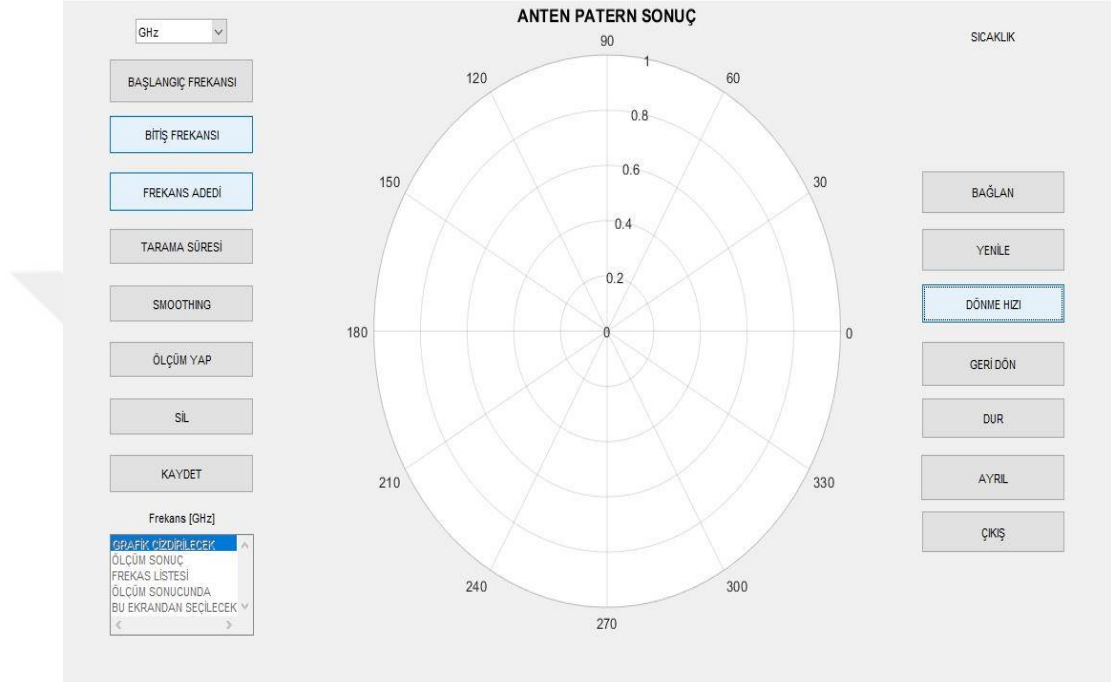 GHz
BAŞLANGIÇ FREKANSI
BİTİŞ FREKANSI
FREKANS ADEDİ
TARAMA SÜRESİ
SMOOTHING
ÖLÇÜM YAP
SİL
KAYDET
Frekans [GHz]
GRAFİK ÇİZDİRİLECEK
ÖLÇÜM SONUÇ
FREKAS LİSTESİ
ÖLÇÜM SONUCUNDA
BU EKRANDAN SEÇİLECEK
ANTEN PATERN SONUÇ
90
120
1
60
0.8
150
0.6
30
0.4
0.2
180
0
0
210
330
240
300
270
SICAKLIK
BAĞLAN
YENİLE
DÖNME HIZI
GERİ DÖN
DUR
AYRIL
ÇIKIŞ